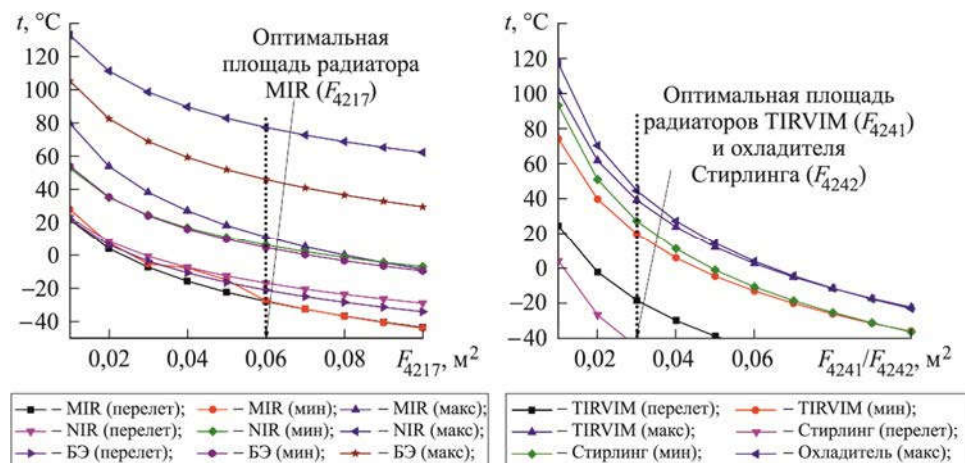 t, °C
120
100
80
60
40
20
0
−20
−40
Оптимальная
площадь радиатора
MIR (F4217)
0,02
0,04
0,06
0,08
F4217, м²
– MIR (перелет); – MIR (мин); – MIR (макс);
– NIR (перелет); – NIR (мин); – NIR (макс);
– БЭ (перелет); – БЭ (мин); – БЭ (макс);
t, °C
120
100
80
60
40
20
0
−20
−40
Оптимальная площадь
радиаторов TIRVIM (F4241)
и охладителя
Стирлинга (F4242)
0,02
0,04
0,06
F4241/F4242, м²
– TIRVIM (перелет); – TIRVIM (мин);
– TIRVIM (макс); – Стирлинг (перелет);
– Стирлинг (мин); – Охладитель (макс);